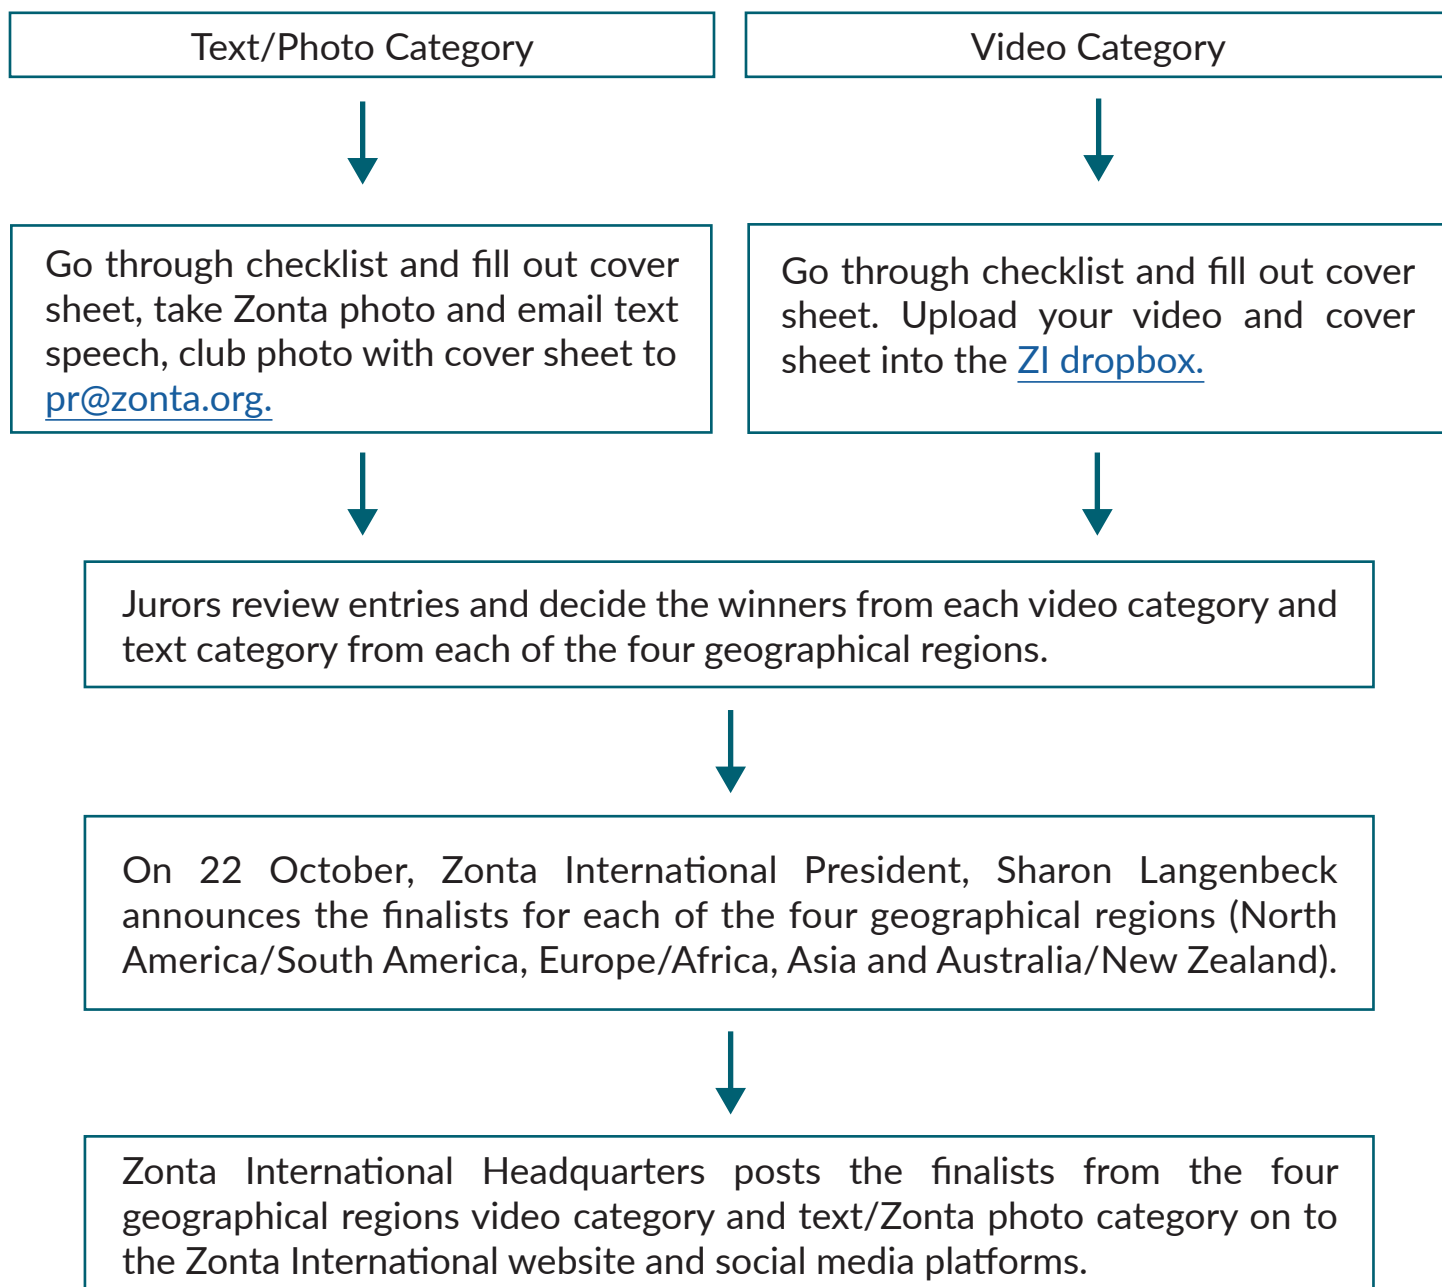 Text/Photo Category
Video Category
Go through checklist and fill out cover
sheet, take Zonta photo and email text
speech, club photo with cover sheet to
pr@zonta.org.
Go through checklist and fill out cover
sheet. Upload your video and cover
sheet into the ZI dropbox.
Jurors review entries and decide the winners from each video category and
text category from each of the four geographical regions.
On 22 October, Zonta International President, Sharon Langenbeck
announces the finalists for each of the four geographical regions (North
America/South America, Europe/Africa, Asia and Australia/New Zealand).
Zonta International Headquarters posts the finalists from the four
geographical regions video category and text/Zonta photo category on to
the Zonta International website and social media platforms.